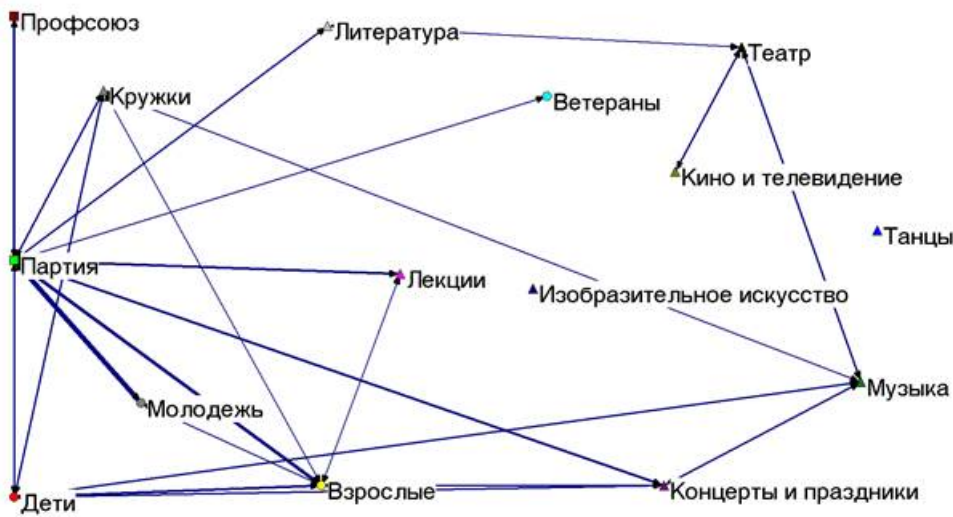 Профсоюз
Литература
Театр
Кружки
Ветераны
Кино и телевидение
Танцы
Партия
Лекции
Изобразительное искусство
Музыка
Молодежь
Дети
Взрослые
Концерты и праздники